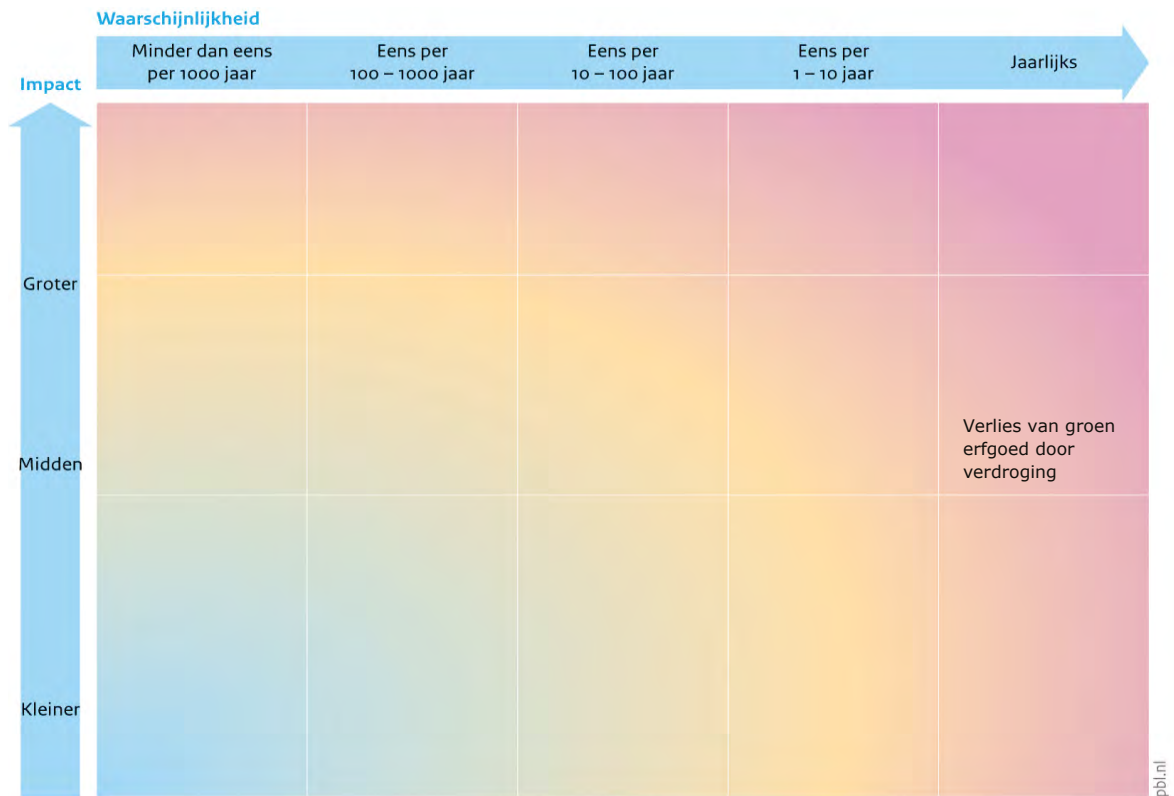 Waarschijnlijkheid
Minder dan eens
per 1000 jaar
Eens per
100 – 1000 jaar
Eens per
10 – 100 jaar
Eens per
1 – 10 jaar
Jaarlijks
Impact
Groter
Midden
Kleiner
Verlies van groen
erfgoed door
verdroging
pbl.nl